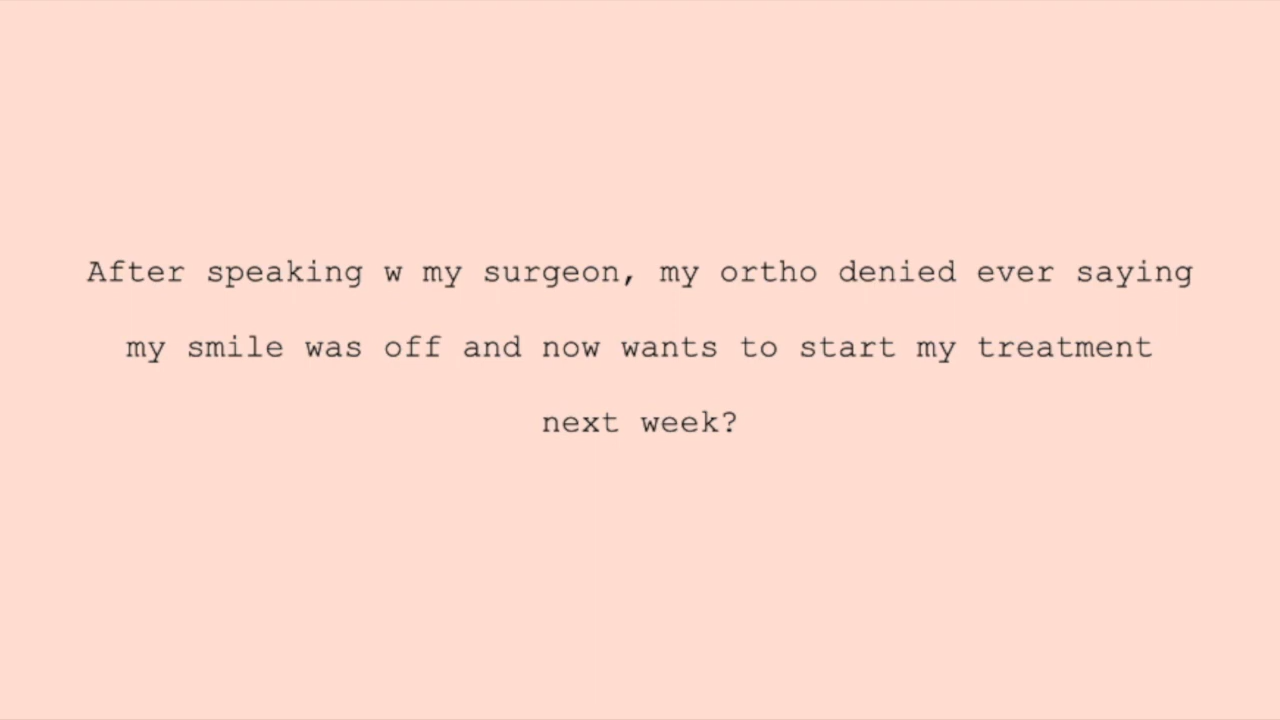 After speaking w my surgeon, my ortho denied ever saying
my smile was off and now wants to start my treatment
next week?